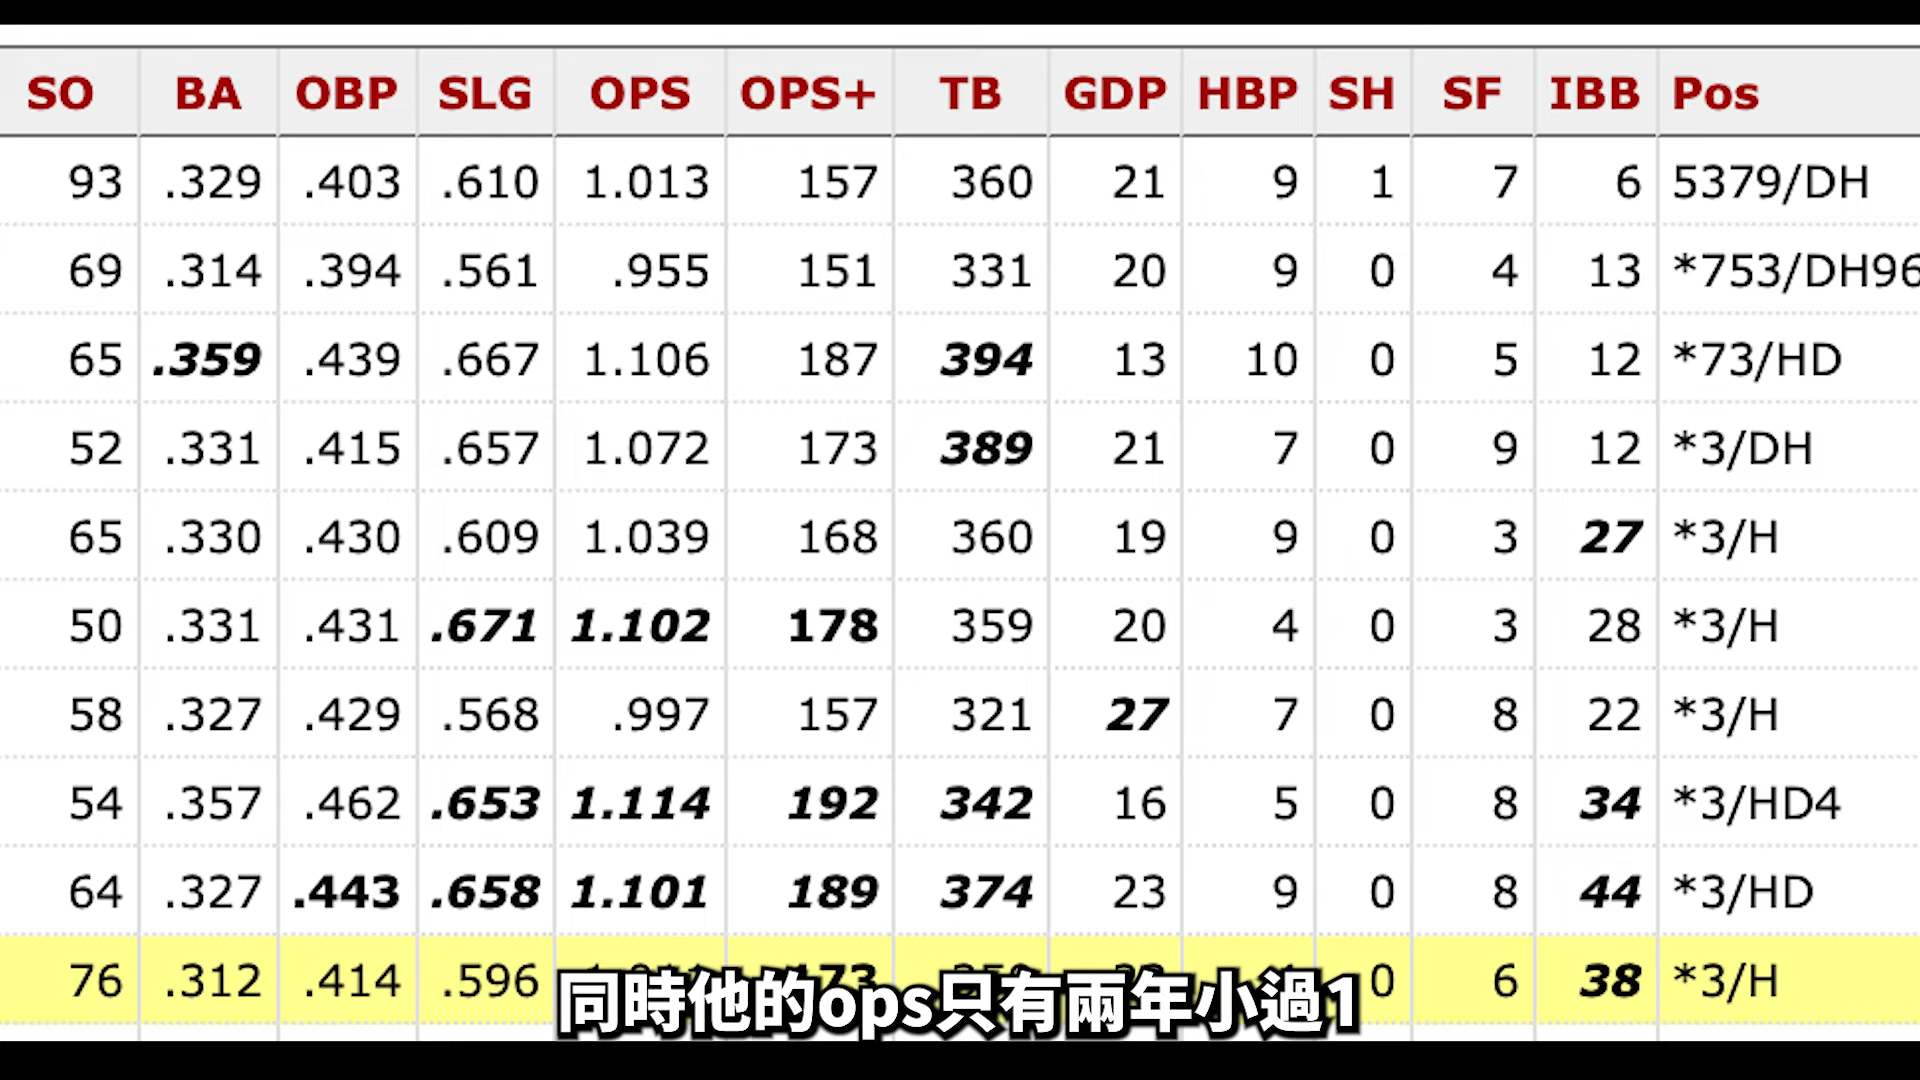 SO BA OBP SLG OPS OPS+ TB GDP HBP SH SF IBB Pos
93 .329 .403 .610 1.013 157 360 21 9 1 7 6 5379/DH
69 .314 .394 .561 .955 151 331 20 9 0 4 13 *753/DH96
65 .359 .439 .667 1.106 187 394 13 10 0 5 12 *73/HD
52 .331 .415 .657 1.072 173 389 21 7 0 9 12 *3/DH
65 .330 .430 .609 1.039 168 360 19 9 0 3 27 *3/H
50 .331 .431 .671 1.102 178 359 20 4 0 3 28 *3/H
58 .327 .429 .568 .997 157 321 27 7 0 8 22 *3/H
54 .357 .462 .653 1.114 192 342 16 5 0 8 34 *3/HD4
64 .327 .443 .658 1.101 189 374 23 9 0 8 44 *3/HD
76 .312 .414 .596 173 0 6 38 *3/H
同時他的ops只有兩年小過1